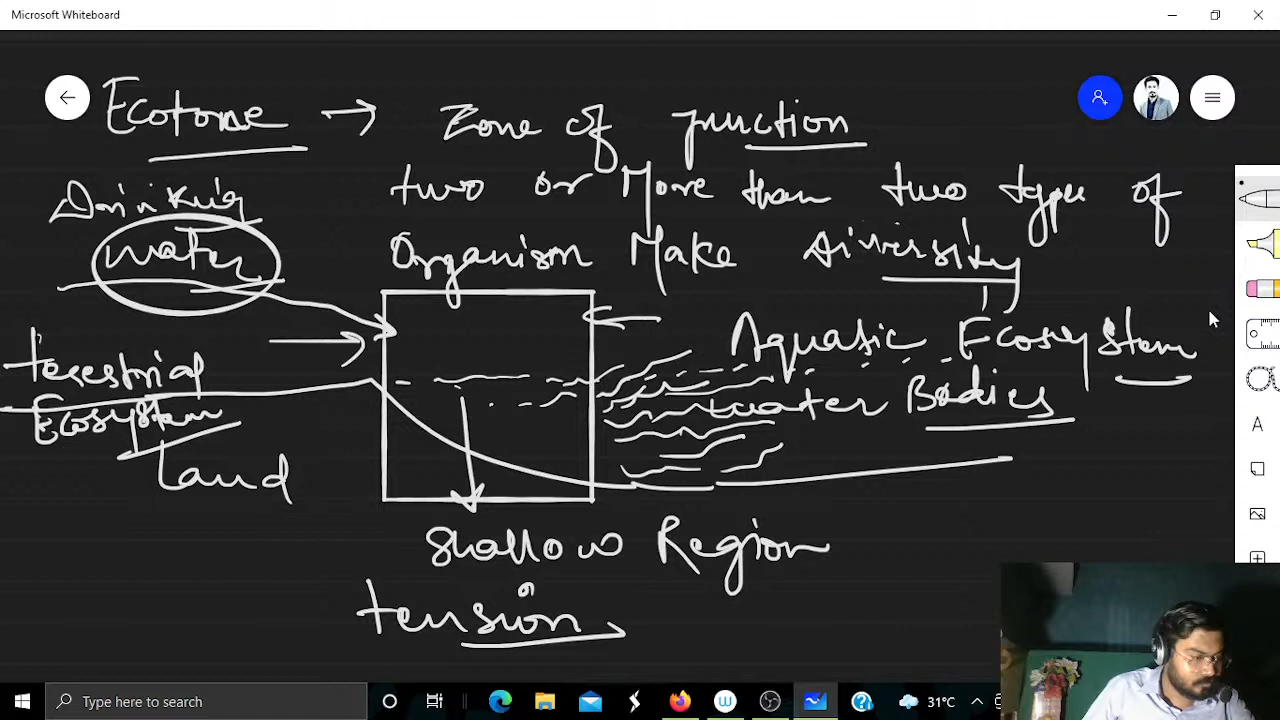 Microsoft Whiteboard
Ecotone → Zone of junction
two or More than two type of
Organism Make diversity
Drinking
water
Aquatic Ecosystem
water Bodies
terestrial
Ecosystem
Land
Shallow Region
tension
A
Type here to search
31°C